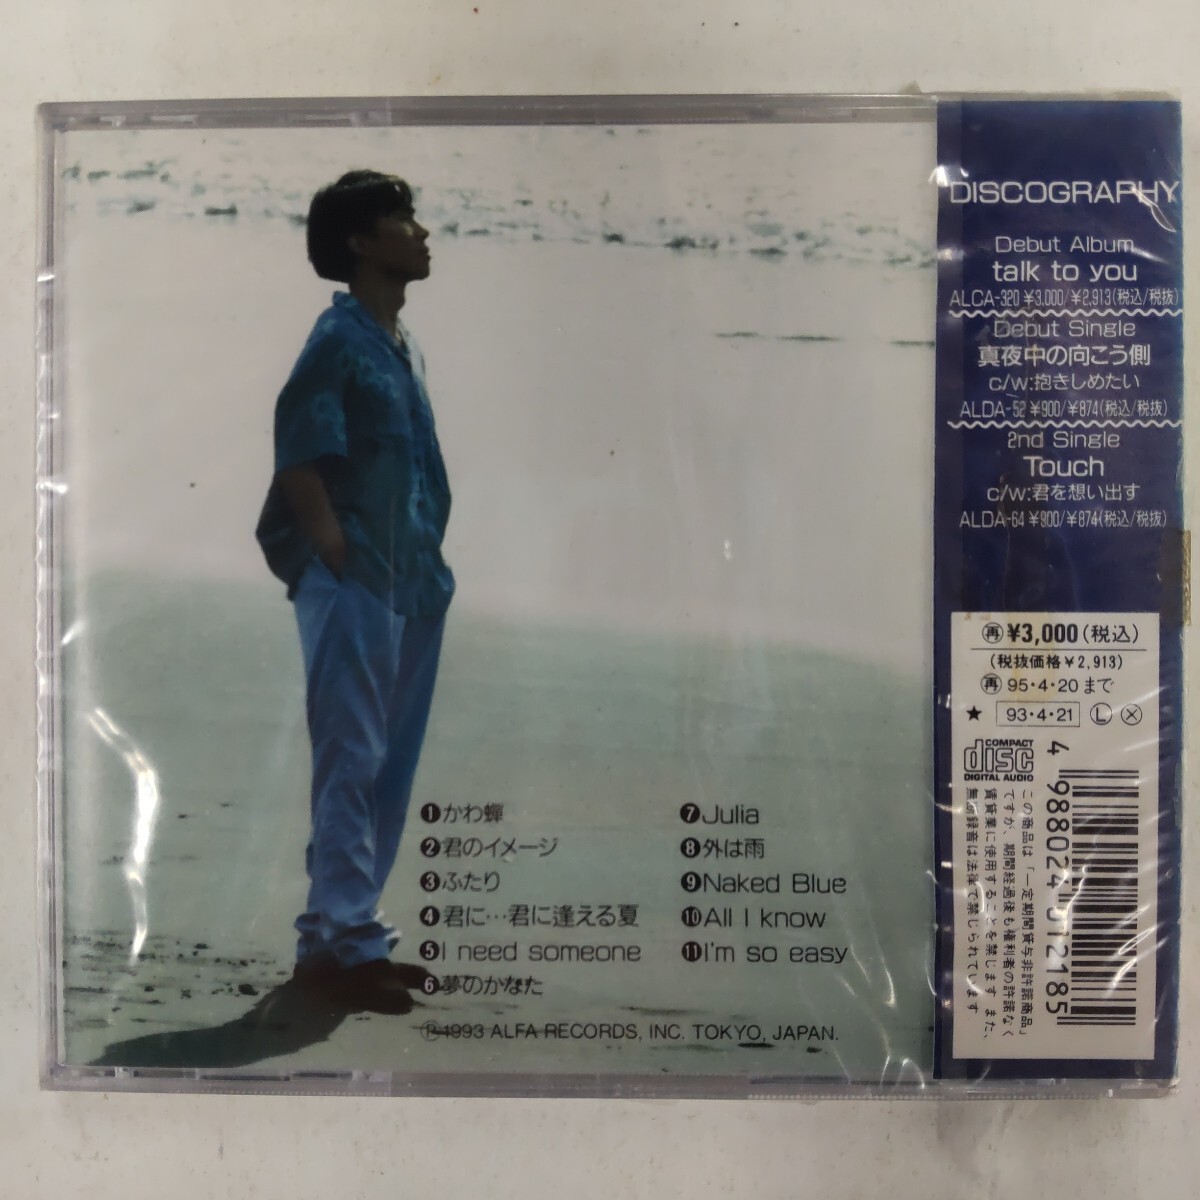 ❶かわ蟬
❷君のイメージ
❸ふたり
❹君に…君に逢える夏
❺I need someone
❻夢のかなた
❼Julia
❽外は雨
❾Naked Blue
❿All I know
⓫I'm so easy
Ⓟ1993 ALFA RECORDS, INC. TOKYO, JAPAN.
DISCOGRAPHY
Debut Album
talk to you
ALCA-320 ¥3,000/¥2,913(税込/税抜)
Debut Single
真夜中の向こう側
c/w:抱きしめたい
ALDA-52 ¥900/¥874(税込/税抜)
2nd Single
Touch
c/w:君を想い出す
ALDA-64 ¥900/¥874(税込/税抜)
再 ¥3,000(税込)
(税抜価格¥2,913)
再 95・4・20まで
★ 93・4・21 Ⓛ ⓧ
COMPACT
disc
DIGITAL AUDIO
この商品は「一定期間貸与非許諾商品」
ですが、期間経過後も権利者の許諾なく
賃貸業に使用することを禁じます また、
無断録音は法律で禁じられています
4 988024 012185